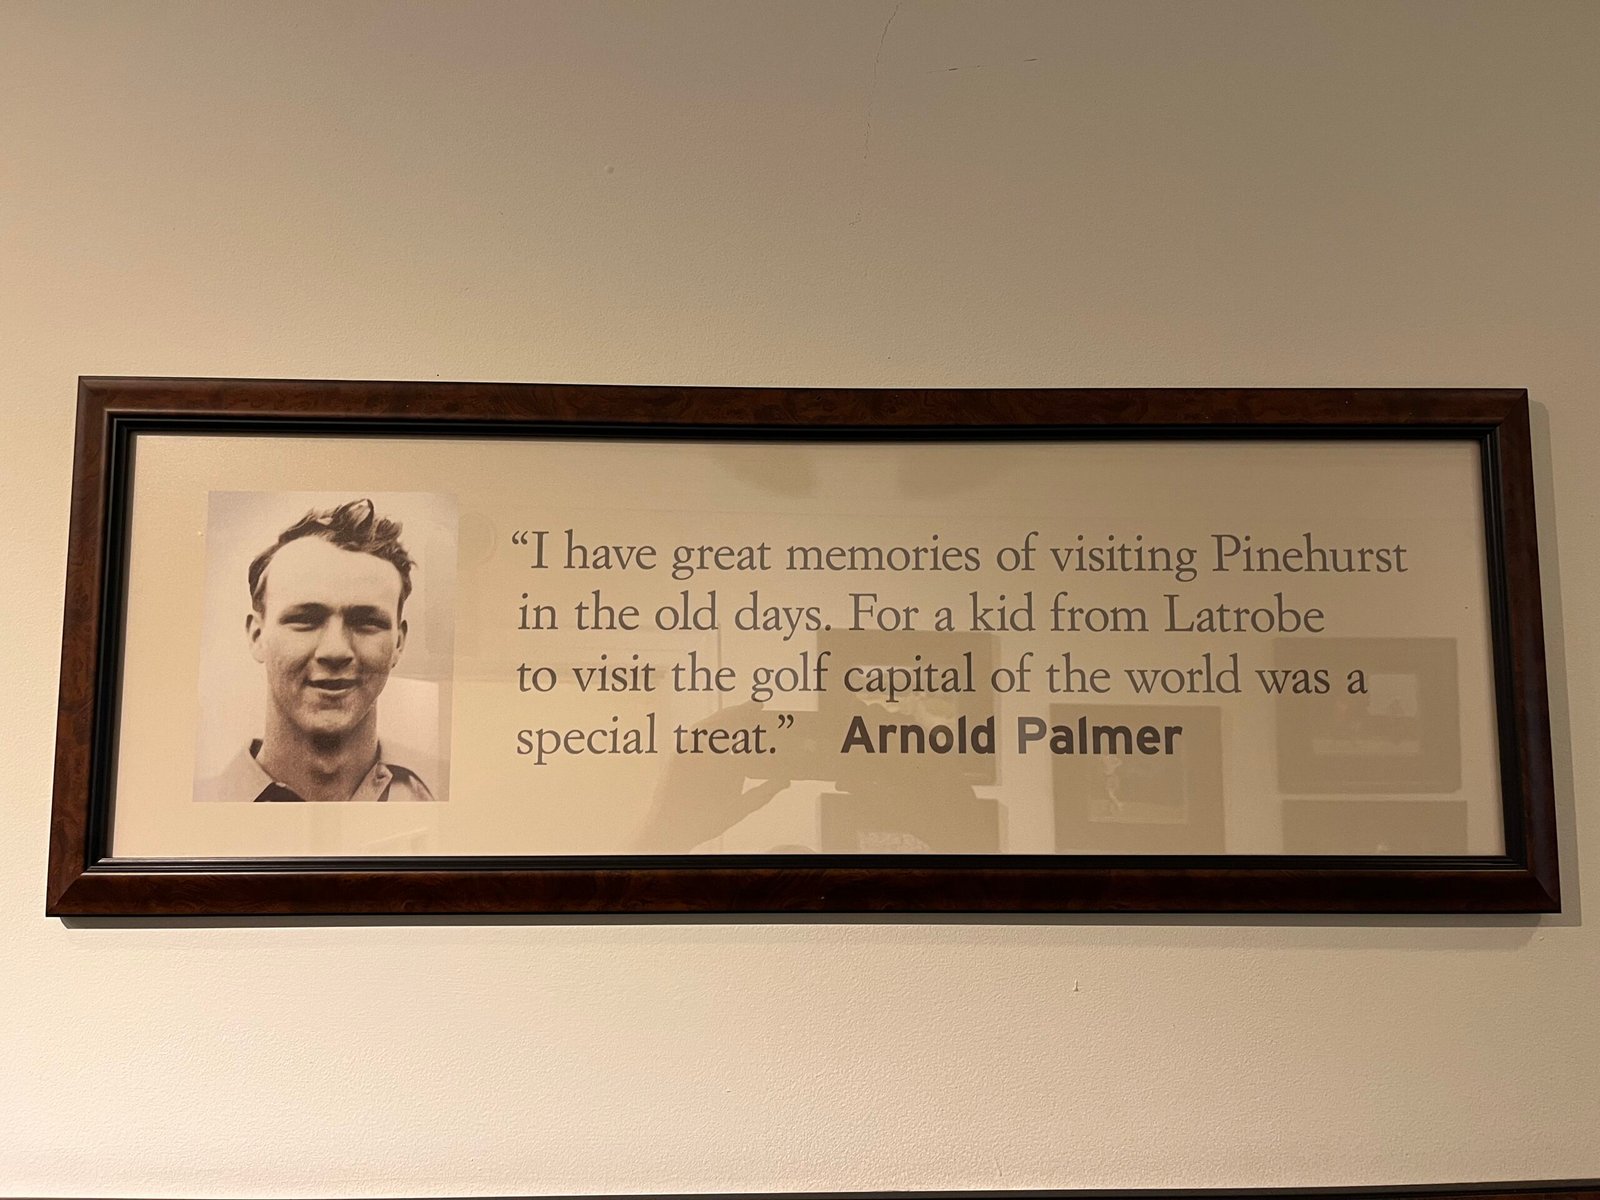 “I have great memories of visiting Pinehurst
in the old days. For a kid from Latrobe
to visit the golf capital of the world was a
special treat.” Arnold Palmer